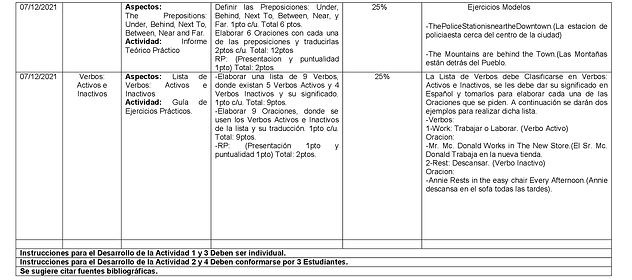 07/12/2021
Aspectos:
The Prepositions:
Under, Behind, Next To,
Between, Near and Far.
Actividad: Informe
Teórico Práctico
Definir las Preposiciones: Under,
Behind, Next To, Between, Near, y
Far. 1pto c/u Total 6 ptos.
Elaborar 6 Oraciones con cada una
de las preposiciones y traducirlas
2ptos c/u. Total: 12ptos
RP: (Presentacion y puntualidad
1pto) Total: 2ptos
25%
Ejercicios Modelos
-ThePoliceStationisneartheDowntown.(La estacion de
policiaesta cerca del centro de la ciudad)
-The Mountains are behind the Town.(Las Montañas
están detrás del Pueblo.
07/12/2021
Verbos:
Activos e
Inactivos
Aspectos: Lista de
Verbos: Activos e
Inactivos
Actividad: Guía de
Ejercicios Prácticos.
-Elaborar una lista de 9 Verbos,
donde existan 5 Verbos Activos y 4
Verbos Inactivos y su significado.
1pto c/u. Total: 9ptos.
-Elaborar 9 Oraciones, donde se
usen los Verbos Activos e Inactivos
de la lista y su traducción. 1pto c/u.
Total: 9ptos.
-RP: (Presentación 1pto y
puntualidad 1pto) Total: 2ptos.
25%
La Lista de Verbos debe Clasificarse en Verbos:
Activos e Inactivos, se les debe dar su significado en
Español y tomarlos para elaborar cada una de las
Oraciones que se piden. A continuación se darán dos
ejemplos para realizar dicha lista.
-Verbos:
1-Work: Trabajar o Laborar. (Verbo Activo)
Oracion:
-Mr. Mc. Donald Works in The New Store.(El Sr. Mc.
Donald Trabaja en la nueva tienda.
2-Rest: Descansar. (Verbo Inactivo)
Oracion:
-Annie Rests in the easy chair Every Afternoon.(Annie
descansa en el sofa todas las tardes).
Instrucciones para el Desarrollo de la Actividad 1 y 3 Deben ser individual.
Instrucciones para el Desarrollo de la Actividad 2 y 4 Deben conformarse por 3 Estudiantes.
Se sugiere citar fuentes bibliográficas.